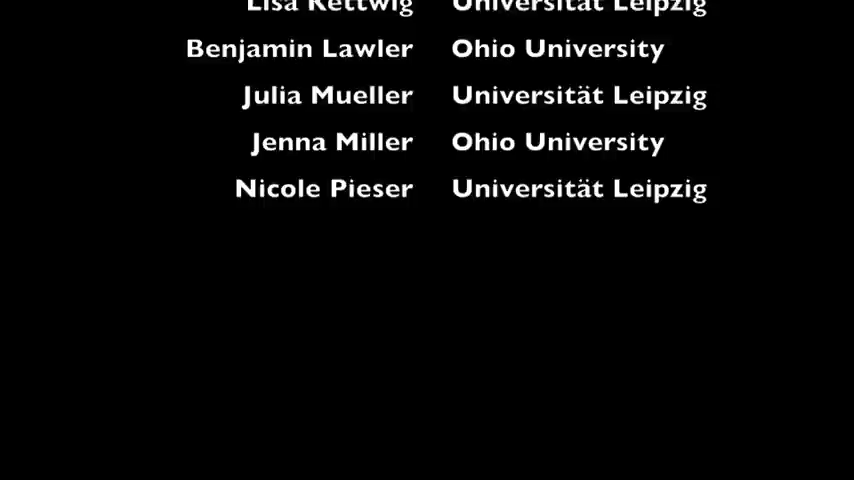 Lisa Rettwig Universität Leipzig
Benjamin Lawler Ohio University
Julia Mueller Universität Leipzig
Jenna Miller Ohio University
Nicole Pieser Universität Leipzig